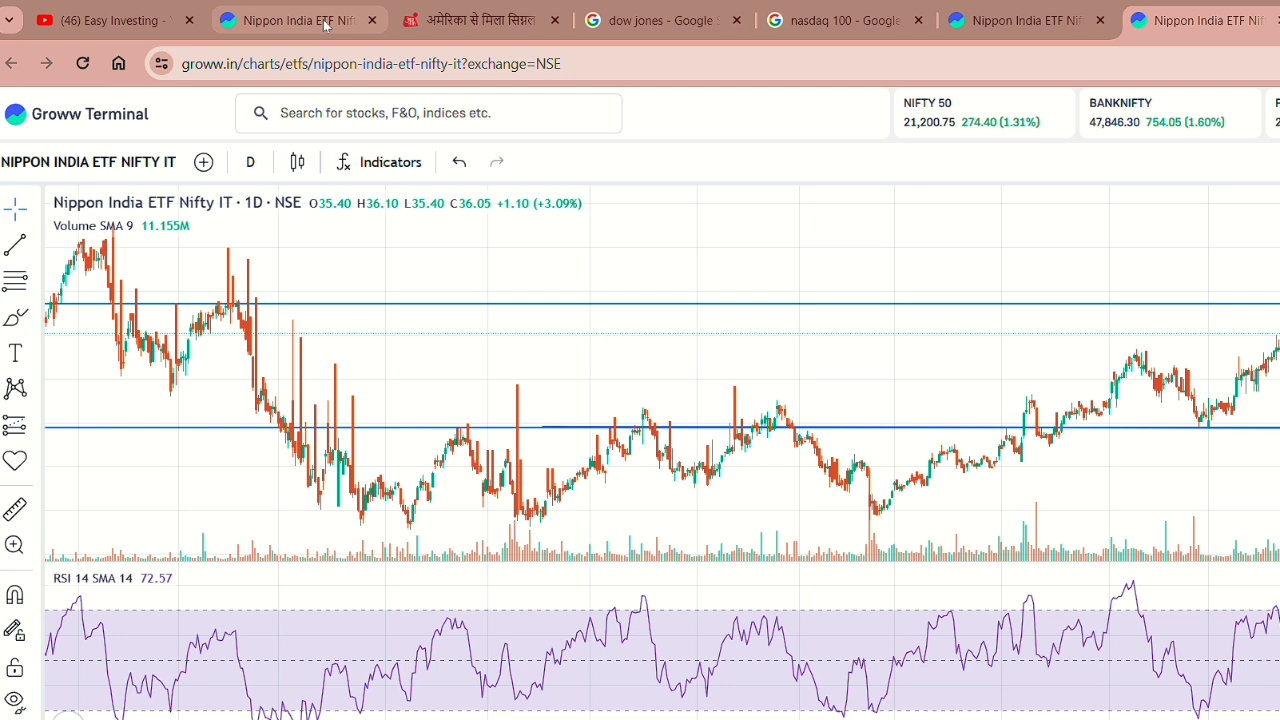 (46) Easy Investing -
Nippon India ETF Nif
अमेरिका से मिला सिग्नल
dow jones - Google S
nasdaq 100 - Google
Nippon India ETF Nif
Nippon India ETF Nif
groww.in/charts/etfs/nippon-india-etf-nifty-it?exchange=NSE
Groww Terminal
Search for stocks, F&O, indices etc.
NIFTY 50
21,200.75 274.40 (1.31%)
BANKNIFTY
47,846.30 754.05 (1.60%)
NIPPON INDIA ETF NIFTY IT
D
Indicators
Nippon India ETF Nifty IT · 1D · NSE O35.40 H36.10 L35.40 C36.05 +1.10 (+3.09%)
Volume SMA 9 11.155M
RSI 14 SMA 14 72.57